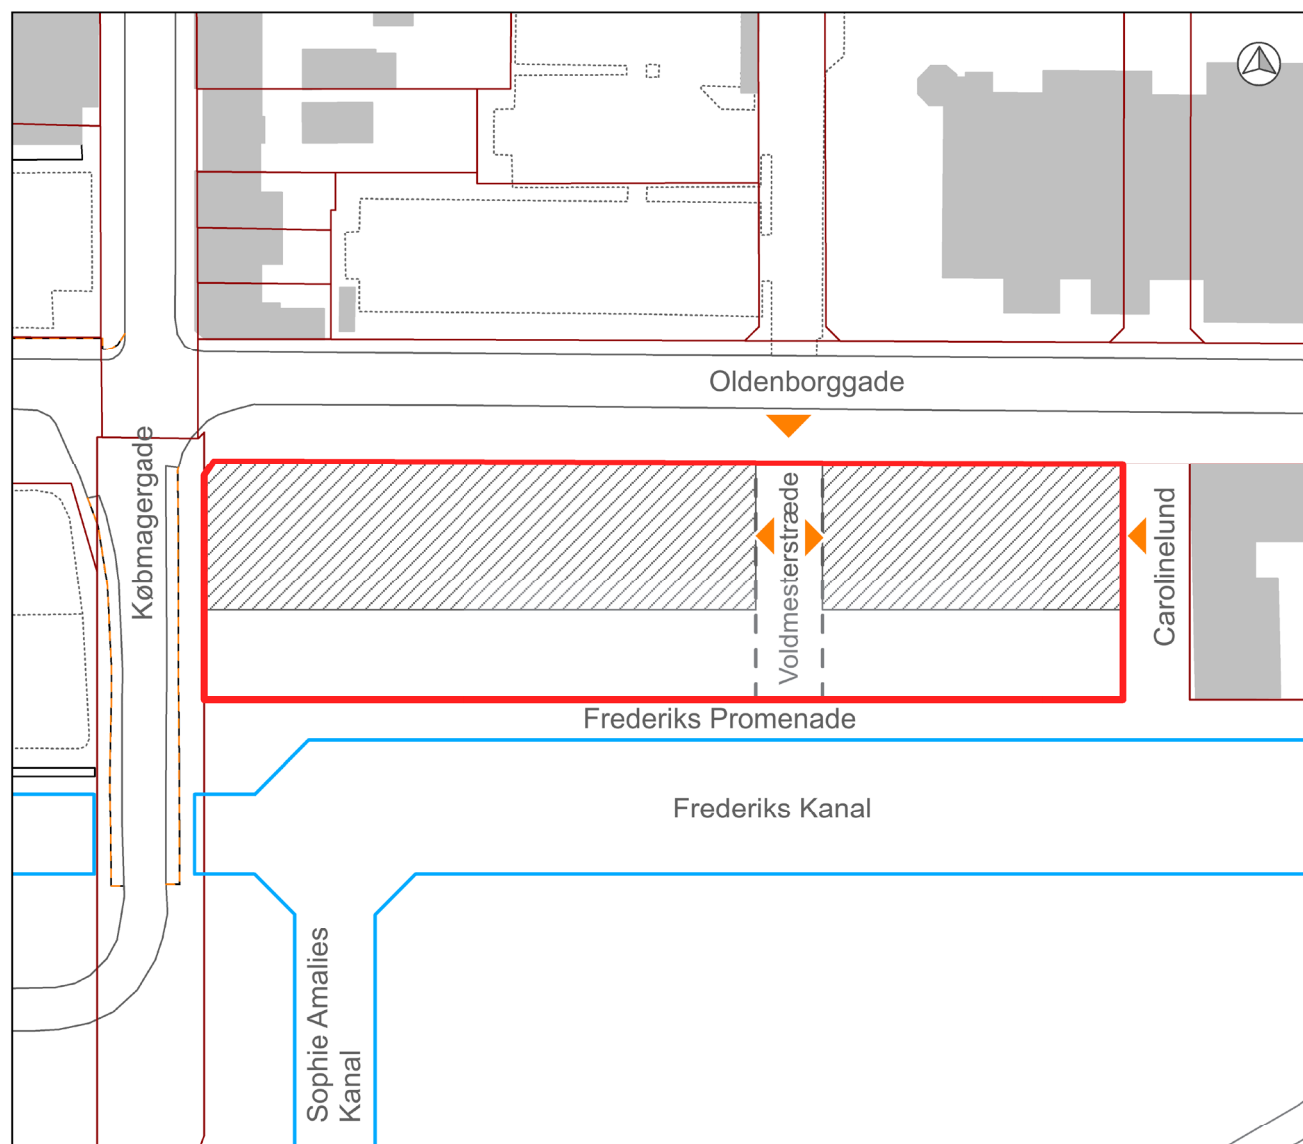 Oldenborggade
Købmagergade
Voldmesterstræde
Carolinelund
Frederiks Promenade
Frederiks Kanal
Sophie Amalies
Kanal